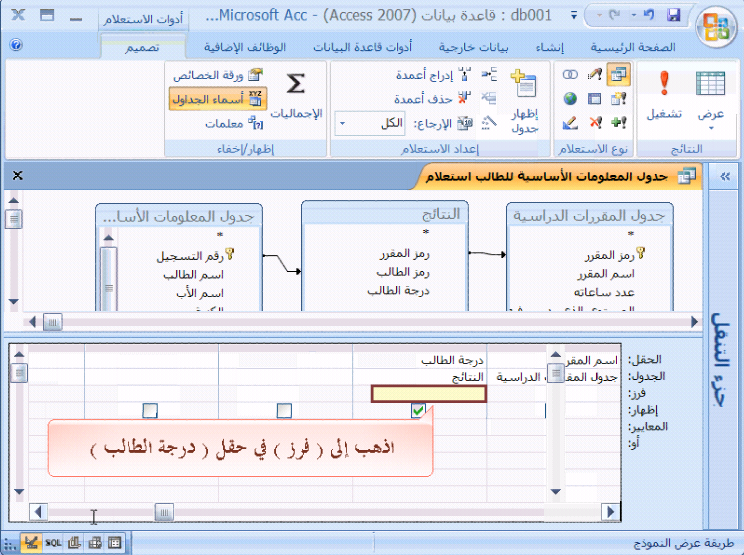 db001 : قاعدة بيانات (Access 2007) - Microsoft Acc...
أدوات الاستعلام
الصفحة الرئيسية
إنشاء
بيانات خارجية
أدوات قاعدة البيانات
الوظائف الإضافية
تصميم
عرض
تشغيل
النتائج
نوع الاستعلام
إظهار جدول
إدراج أعمدة
حذف أعمدة
الإرجاع: الكل
إعداد الاستعلام
الإجماليات
ورقة الخصائص
أسماء الجداول
معلمات
إظهار/إخفاء
جزء التنقل
جدول المعلومات الأساسية للطالب استعلام
جدول المقررات الدراسية
*
رمز المقرر
اسم المقرر
عدد ساعاته
النتائج
*
رمز المقرر
رمز الطالب
درجة الطالب
جدول المعلومات الأسا...
*
رقم التسجيل
اسم الطالب
اسم الأب
الحقل: اسم المقر درجة الطالب
الجدول: جدول المق الدراسية النتائج
فرز:
إظهار:
المعايير:
أو:
اذهب إلى ( فرز ) في حقل ( درجة الطالب )
طريقة عرض النموذج
SQL